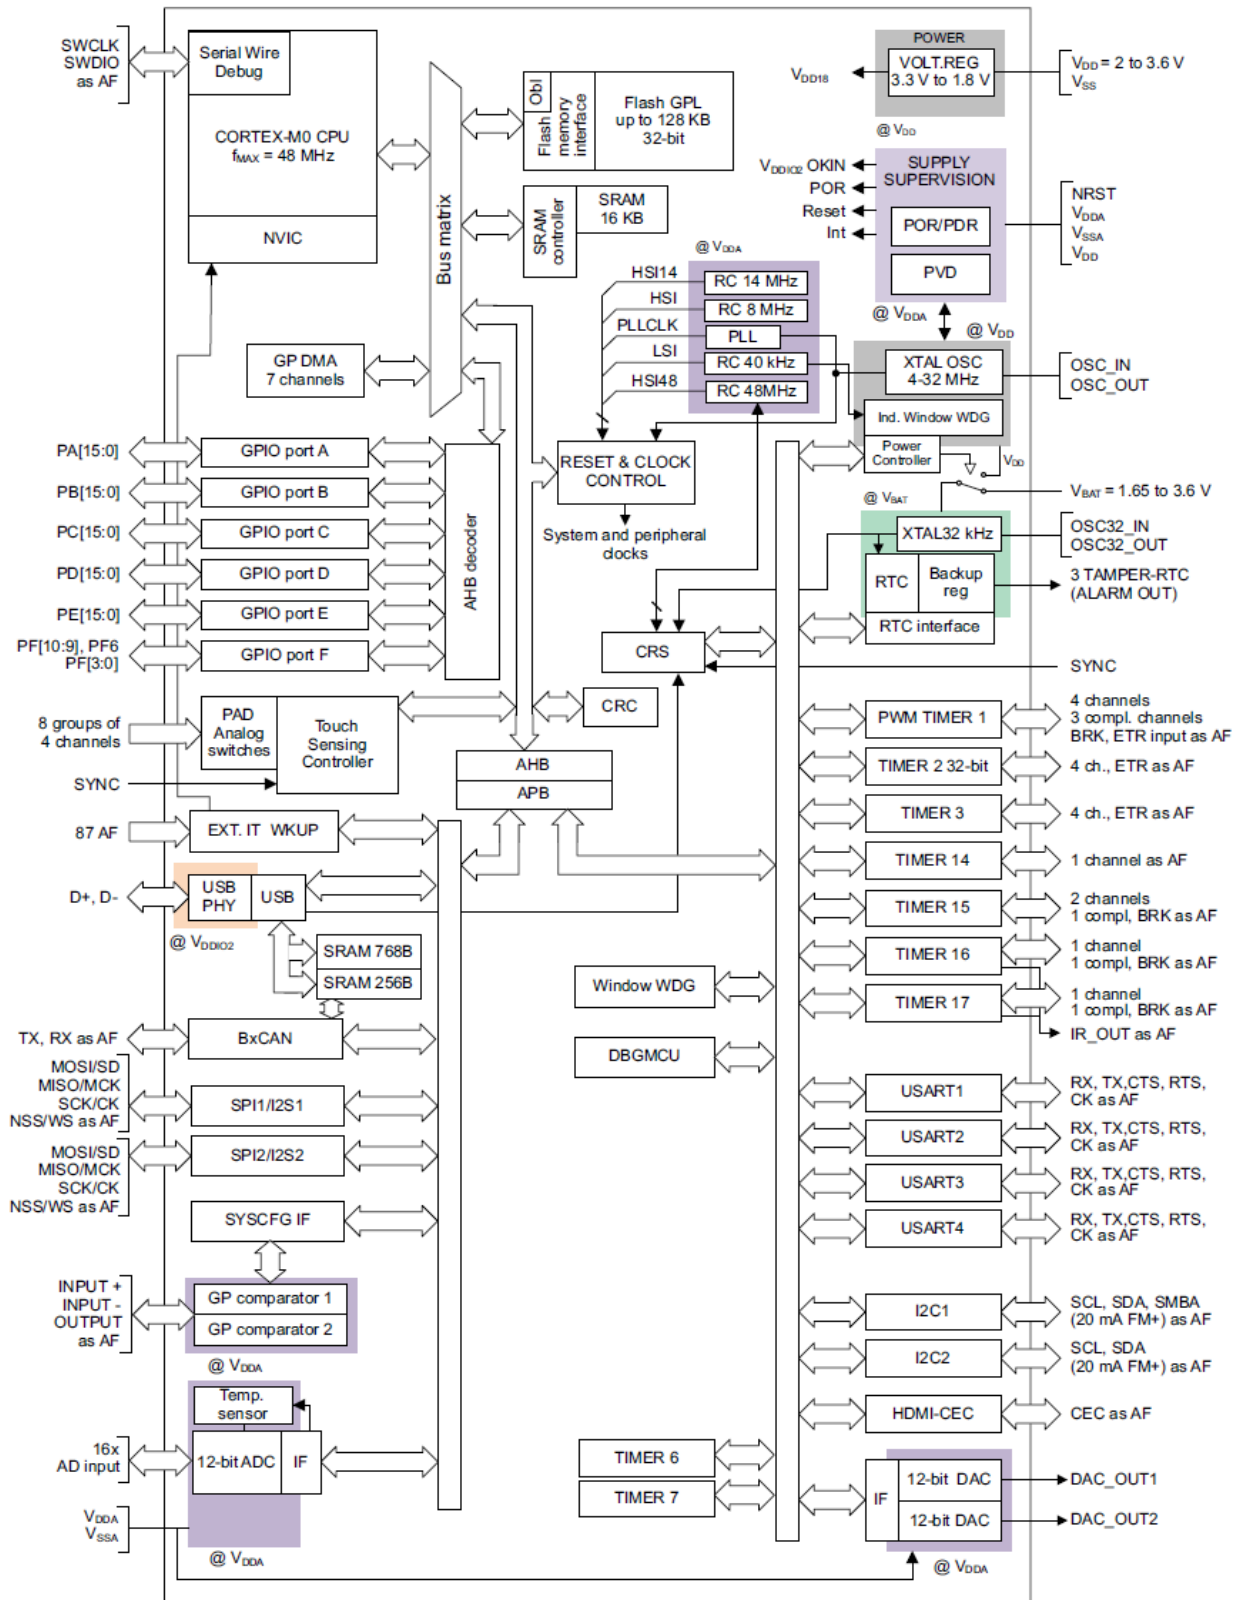 SWCLK
SWDIO
as AF
Serial Wire
Debug
CORTEX-M0 CPU
fMAX = 48 MHz
NVIC
Bus matrix
Obl
Flash
memory
interface
Flash GPL
up to 128 KB
32-bit
SRAM
controller
SRAM
16 KB
POWER
VOLT.REG
3.3 V to 1.8 V
VDD18
VDD = 2 to 3.6 V
VSS
@ VDD
SUPPLY
SUPERVISION
VDDIO2 OKIN
POR
Reset
Int
POR/PDR
PVD
NRST
VDDA
VSSA
VDD
@ VDDA
@ VDD
@ VDDA
HSI14
HSI
PLLCLK
LSI
HSI48
RC 14 MHz
RC 8 MHz
PLL
RC 40 kHz
RC 48MHz
XTAL OSC
4-32 MHz
OSC_IN
OSC_OUT
Ind. Window WDG
Power
Controller
VDD
@ VBAT
VBAT = 1.65 to 3.6 V
GP DMA
7 channels
PA[15:0]
GPIO port A
PB[15:0]
GPIO port B
PC[15:0]
GPIO port C
PD[15:0]
GPIO port D
PE[15:0]
GPIO port E
PF[10:9], PF6
PF[3:0]
GPIO port F
AHB decoder
RESET & CLOCK
CONTROL
System and peripheral
clocks
XTAL32 kHz
OSC32_IN
OSC32_OUT
RTC
Backup
reg
RTC interface
3 TAMPER-RTC
(ALARM OUT)
CRS
SYNC
CRC
8 groups of
4 channels
PAD
Analog
switches
Touch
Sensing
Controller
SYNC
AHB
APB
87 AF
EXT. IT WKUP
D+, D-
USB
PHY
USB
@ VDDIO2
SRAM 768B
SRAM 256B
TX, RX as AF
BxCAN
MOSI/SD
MISO/MCK
SCK/CK
NSS/WS as AF
SPI1/I2S1
MOSI/SD
MISO/MCK
SCK/CK
NSS/WS as AF
SPI2/I2S2
SYSCFG IF
INPUT +
INPUT -
OUTPUT
as AF
GP comparator 1
GP comparator 2
@ VDDA
Temp.
sensor
16x
AD input
12-bit ADC
IF
VDDA
VSSA
@ VDDA
PWM TIMER 1
4 channels
3 compl. channels
BRK, ETR input as AF
TIMER 2 32-bit
4 ch., ETR as AF
TIMER 3
4 ch., ETR as AF
TIMER 14
1 channel as AF
TIMER 15
2 channels
1 compl, BRK as AF
TIMER 16
1 channel
1 compl, BRK as AF
TIMER 17
1 channel
1 compl, BRK as AF
IR_OUT as AF
Window WDG
DBGMCU
USART1
RX, TX,CTS, RTS,
CK as AF
USART2
RX, TX,CTS, RTS,
CK as AF
USART3
RX, TX,CTS, RTS,
CK as AF
USART4
RX, TX,CTS, RTS,
CK as AF
I2C1
SCL, SDA, SMBA
(20 mA FM+) as AF
I2C2
SCL, SDA
(20 mA FM+) as AF
HDMI-CEC
CEC as AF
TIMER 6
TIMER 7
IF
12-bit DAC
12-bit DAC
DAC_OUT1
DAC_OUT2
@ VDDA